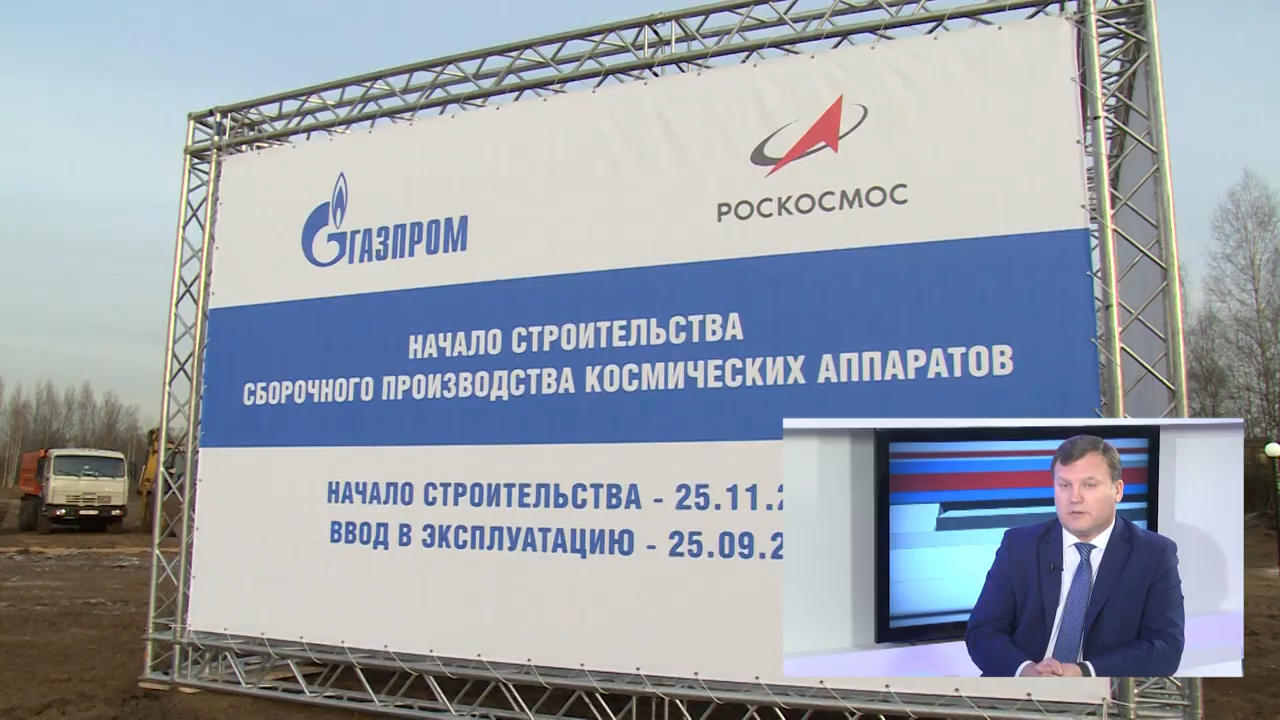 ГАЗПРОМ
РОСКОСМОС
НАЧАЛО СТРОИТЕЛЬСТВА
СБОРОЧНОГО ПРОИЗВОДСТВА КОСМИЧЕСКИХ АППАРАТОВ
НАЧАЛО СТРОИТЕЛЬСТВА - 25.11.2
ВВОД В ЭКСПЛУАТАЦИЮ - 25.09.2